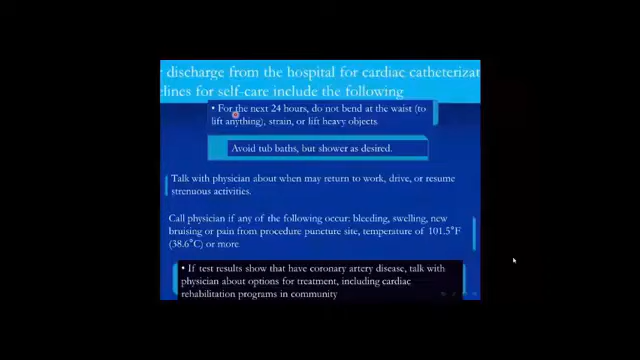 discharge from the hospital for cardiac catheterizat
lines for self-care include the following
• For the next 24 hours, do not bend at the waist (to
lift anything), strain, or lift heavy objects.
Avoid tub baths, but shower as desired.
Talk with physician about when may return to work, drive, or resume
strenuous activities.
Call physician if any of the following occur: bleeding, swelling, new
bruising or pain from procedure puncture site, temperature of 101.5°F
(38.6°C) or more
• If test results show that have coronary artery disease, talk with
physician about options for treatment, including cardiac
rehabilitation programs in community